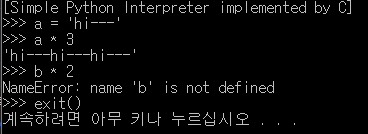 [Simple Python Interpreter implemented by C]
>>> a = 'hi---'
>>> a * 3
'hi---hi---hi---'
>>> b * 2
NameError: name 'b' is not defined
>>> exit()
계속하려면 아무 키나 누르십시오 . . .